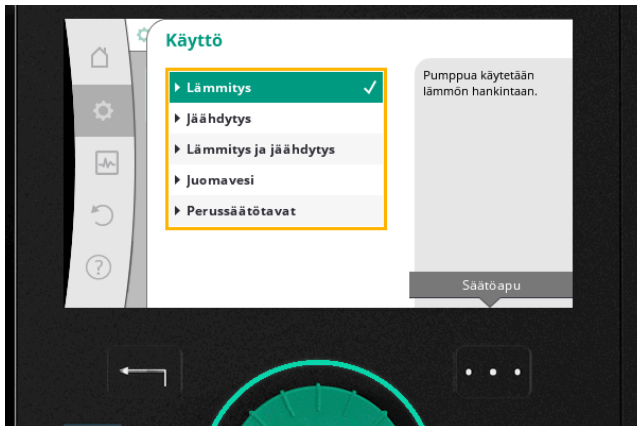 Käyttö
Lämmitys
Jäähdytys
Lämmitys ja jäähdytys
Juomavesi
Perussäätötavat
Pumppua käytetään
lämmön hankintaan.
Säätöapu